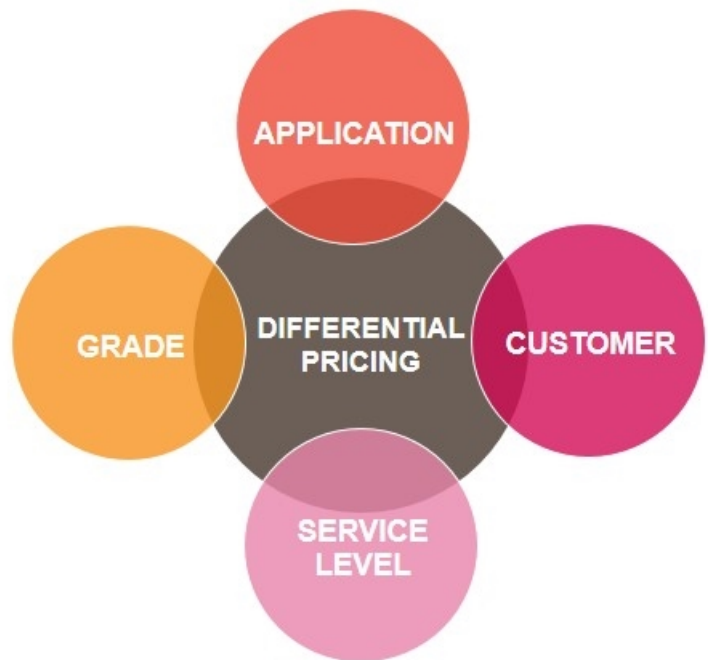 APPLICATION
GRADE
DIFFERENTIAL
PRICING
CUSTOMER
SERVICE
LEVEL